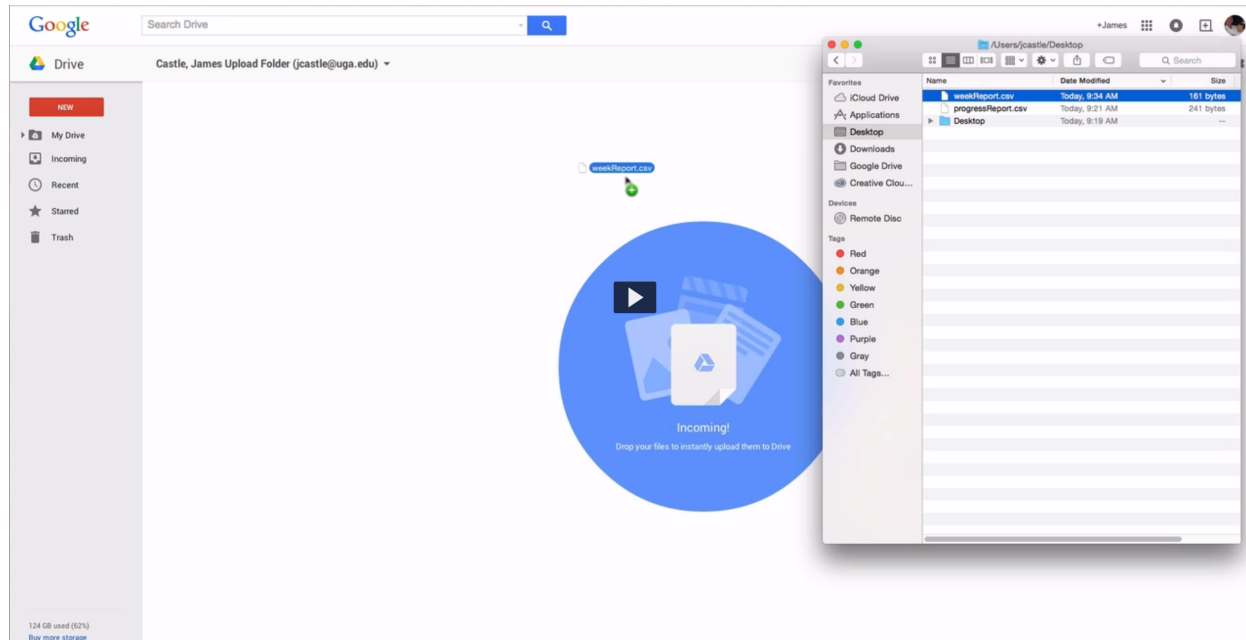 Google
Search Drive
+James
Drive
Castle, James Upload Folder (jcastle@uga.edu)
NEW
My Drive
Incoming
Recent
Starred
Trash
124 GB used (62%)
Buy more storage
weekReport.csv
Incoming!
Drop your files to instantly upload them to Drive
/Users/jcastle/Desktop
Search
Favorites
iCloud Drive
Applications
Desktop
Downloads
Google Drive
Creative Clou...
Devices
Remote Disc
Tags
Red
Orange
Yellow
Green
Blue
Purple
Gray
All Tags...
Name Date Modified Size
weekReport.csv Today, 9:34 AM 161 bytes
progressReport.csv Today, 9:21 AM 241 bytes
Desktop Today, 9:19 AM --